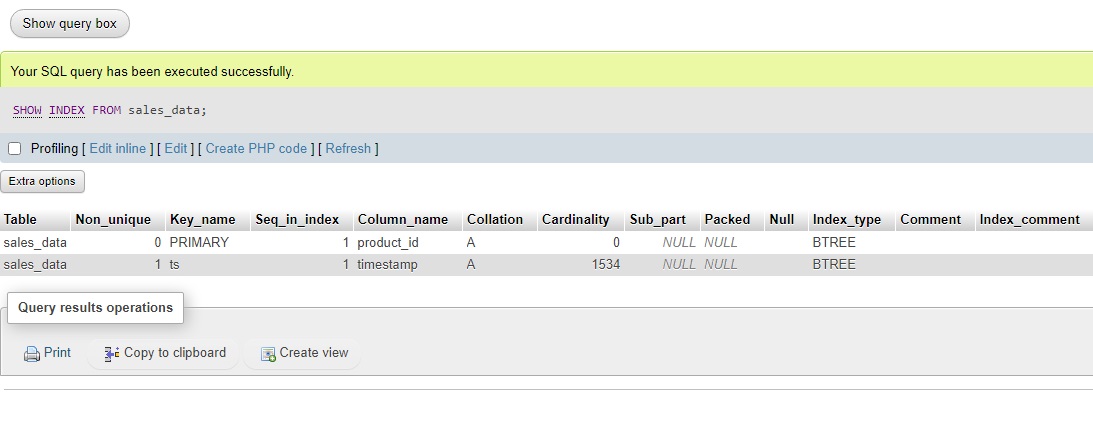 Show query box
Your SQL query has been executed successfully.
SHOW INDEX FROM sales_data;
Profiling [ Edit inline ] [ Edit ] [ Create PHP code ] [ Refresh ]
Extra options
Table Non_unique Key_name Seq_in_index Column_name Collation Cardinality Sub_part Packed Null Index_type Comment Index_comment
sales_data 0 PRIMARY 1 product_id A 0 NULL NULL BTREE
sales_data 1 ts 1 timestamp A 1534 NULL NULL BTREE
Query results operations
Print Copy to clipboard Create view